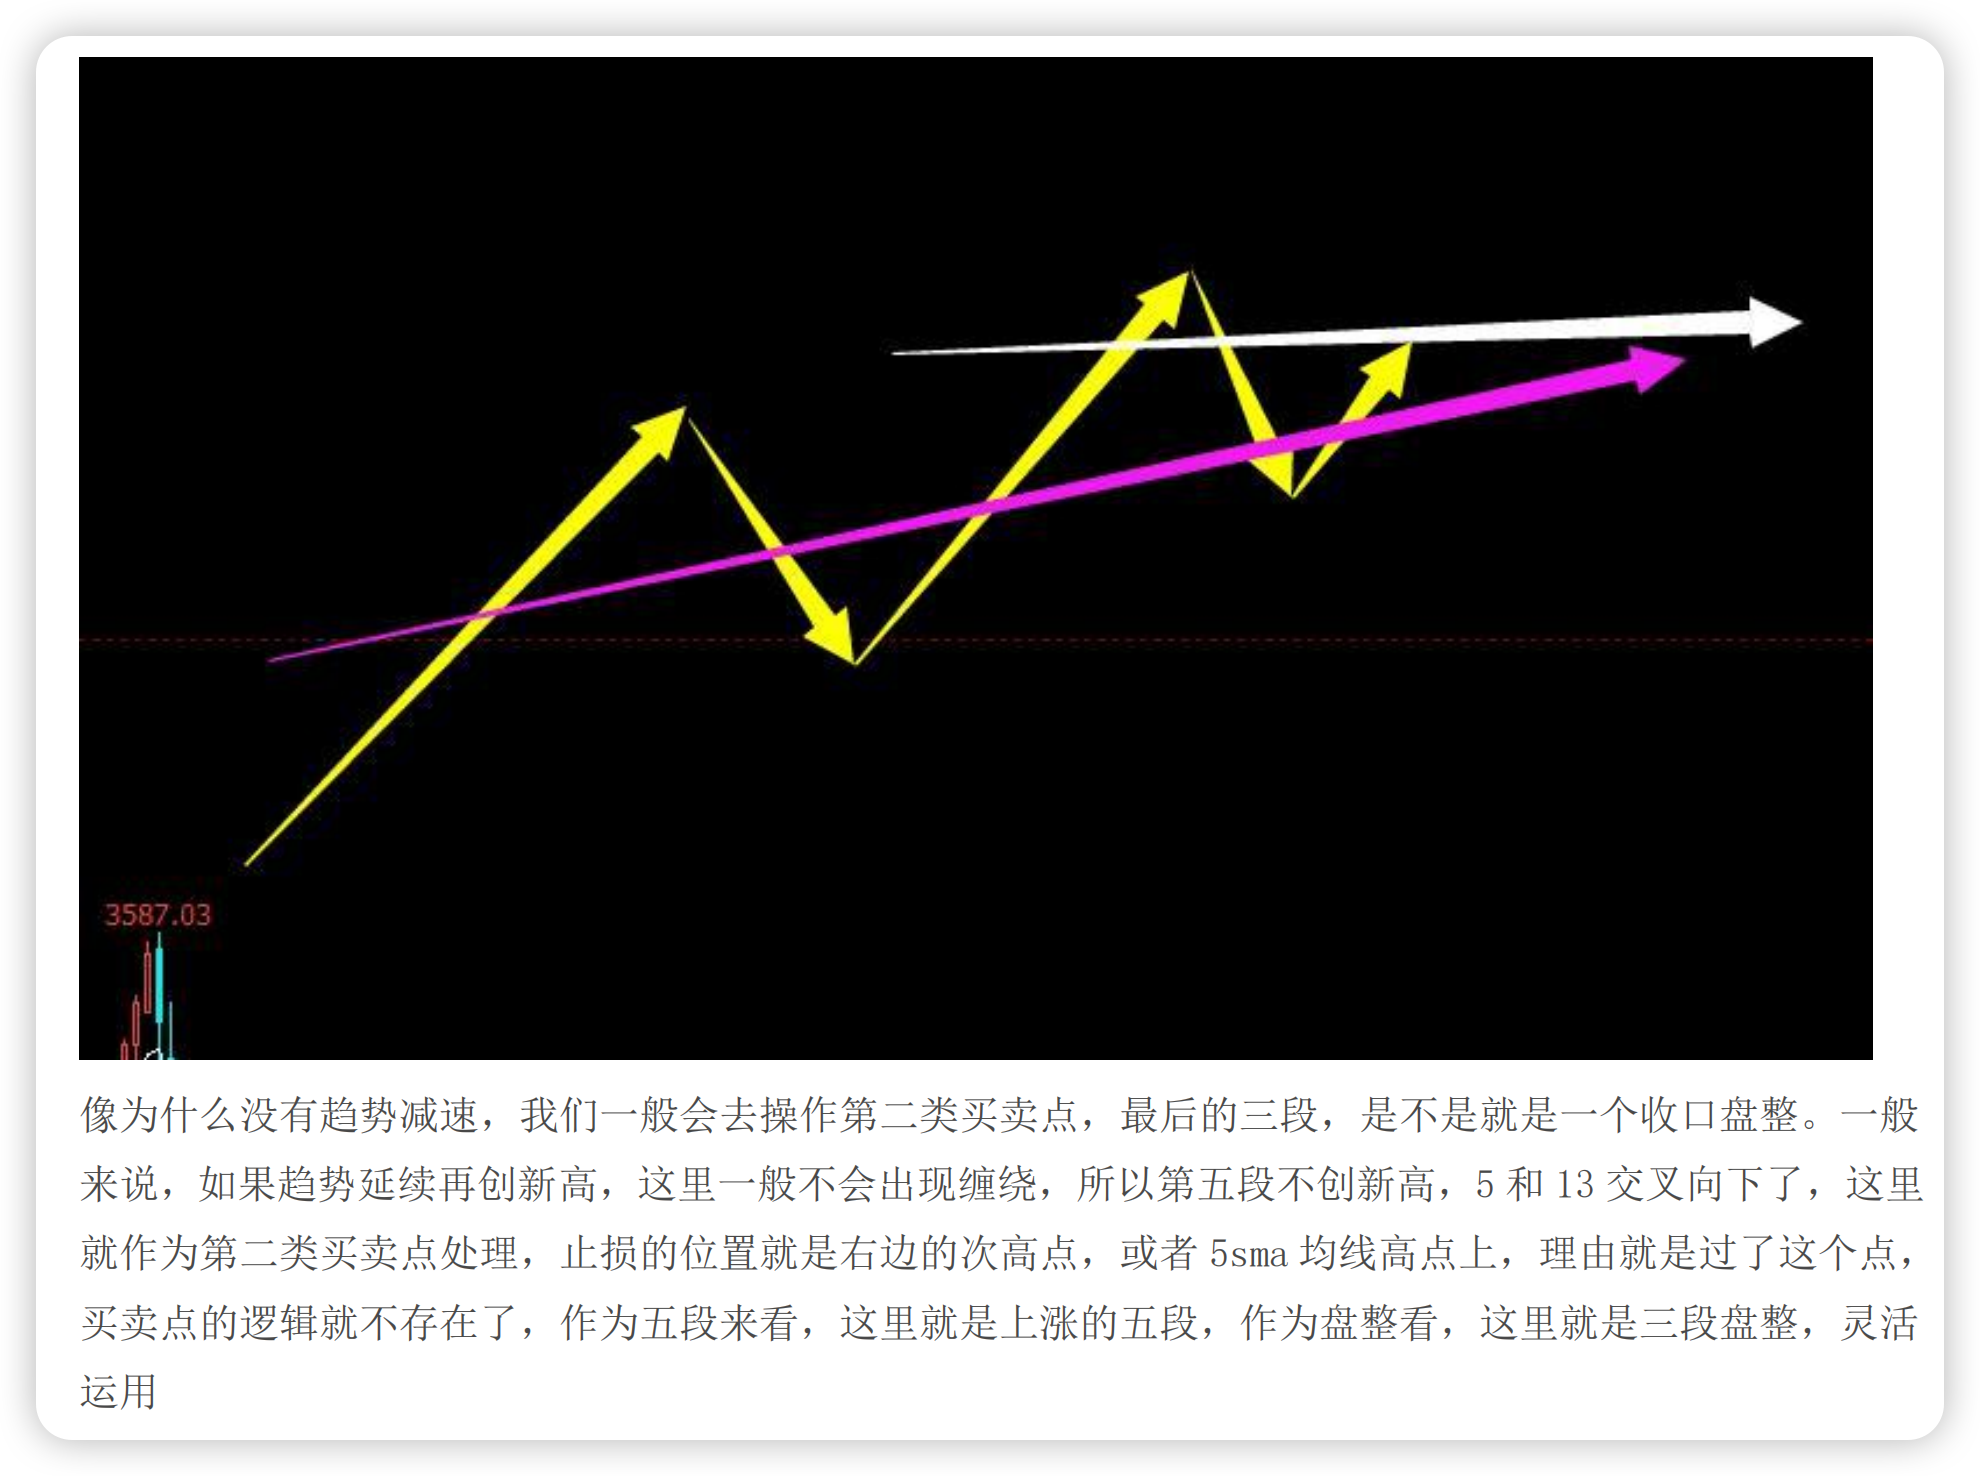 3587.03
像为什么没有趋势减速，我们一般会去操作第二类买卖点，最后的三段，是不是就是一个收口盘整。一般
来说，如果趋势延续再创新高，这里一般不会出现缠绕，所以第五段不创新高，5 和 13 交叉向下了，这里
就作为第二类买卖点处理，止损的位置就是右边的次高点，或者 5sma 均线高点上，理由就是过了这个点，
买卖点的逻辑就不存在了，作为五段来看，这里就是上涨的五段，作为盘整看，这里就是三段盘整，灵活
运用